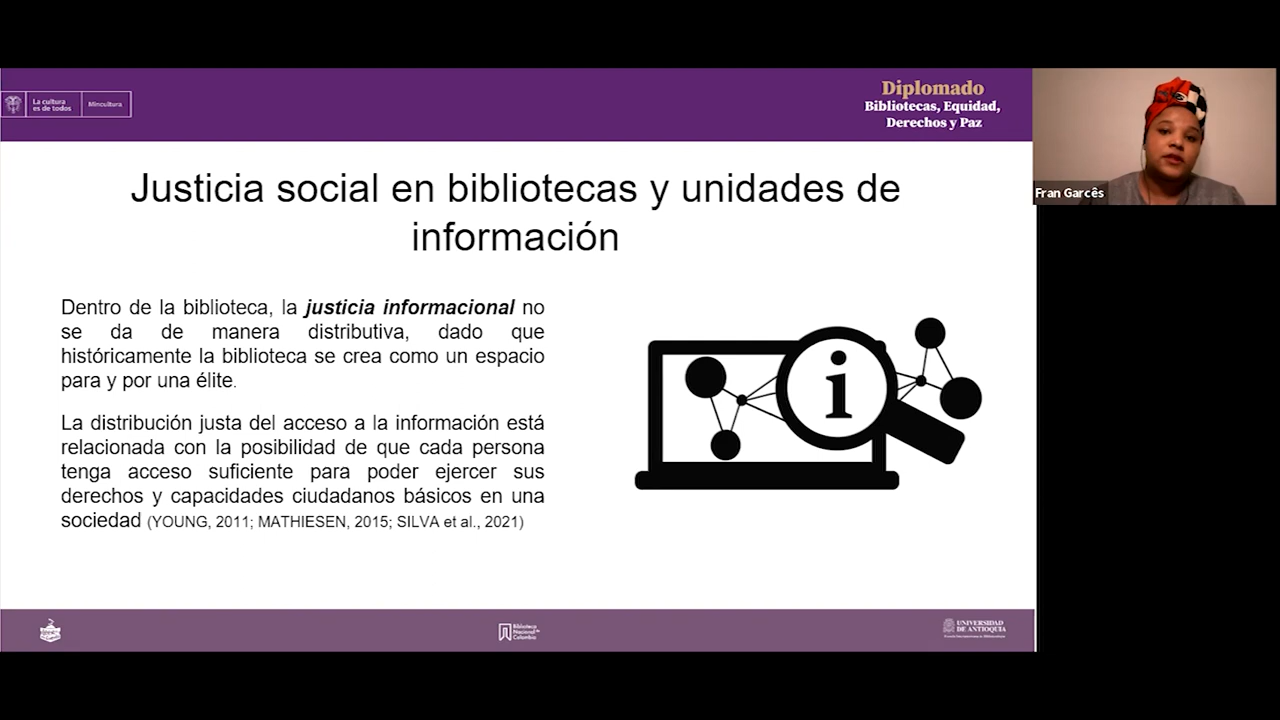 La cultura
es de todos
Mincultura
Diplomado
Bibliotecas, Equidad,
Derechos y Paz
Fran Garcês
Justicia social en bibliotecas y unidades de
información
Dentro de la biblioteca, la justicia informacional no
se da de manera distributiva, dado que
históricamente la biblioteca se crea como un espacio
para y por una élite.
La distribución justa del acceso a la información está
relacionada con la posibilidad de que cada persona
tenga acceso suficiente para poder ejercer sus
derechos y capacidades ciudadanos básicos en una
sociedad (YOUNG, 2011; MATHIESEN, 2015; SILVA et al., 2021)
i
Biblioteca
Nacional de
Colombia
UNIVERSIDAD
DE ANTIOQUIA